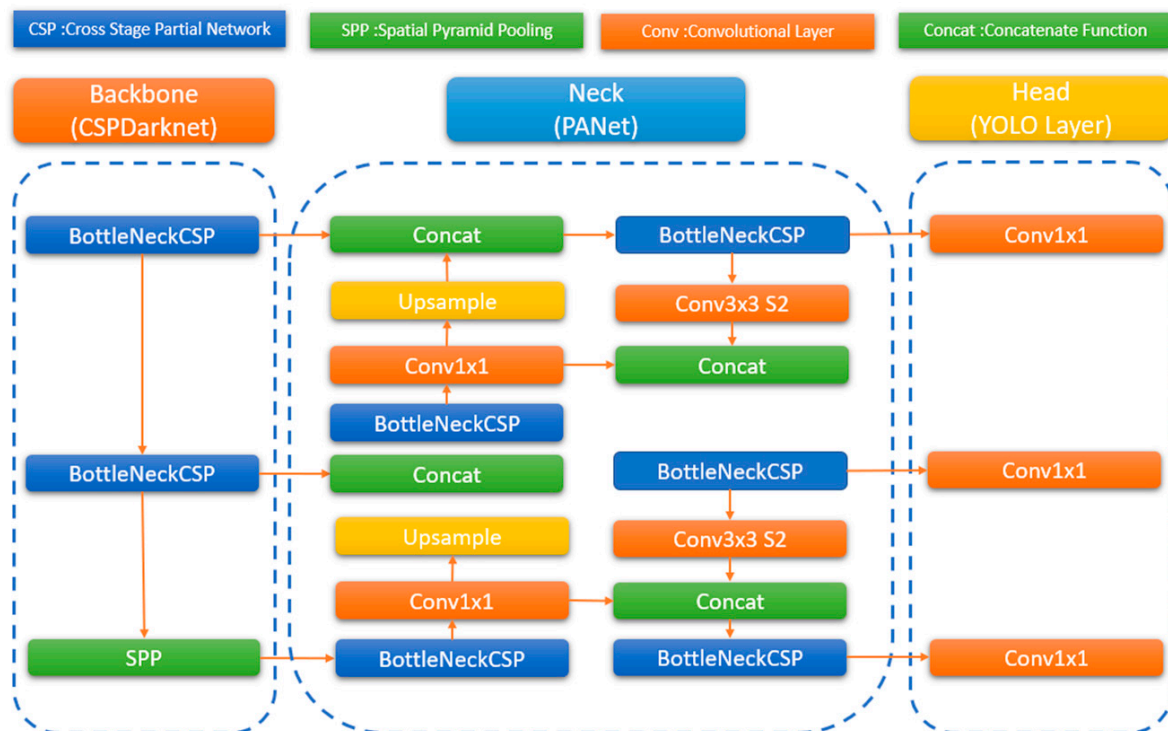 CSP :Cross Stage Partial Network
SPP :Spatial Pyramid Pooling
Conv :Convolutional Layer
Concat :Concatenate Function
Backbone
(CSPDarknet)
Neck
(PANet)
Head
(YOLO Layer)
BottleNeckCSP
Concat
BottleNeckCSP
Conv1x1
Upsample
Conv3x3 S2
Conv1x1
Concat
BottleNeckCSP
BottleNeckCSP
Concat
BottleNeckCSP
Conv1x1
Upsample
Conv3x3 S2
Conv1x1
Concat
SPP
BottleNeckCSP
BottleNeckCSP
Conv1x1